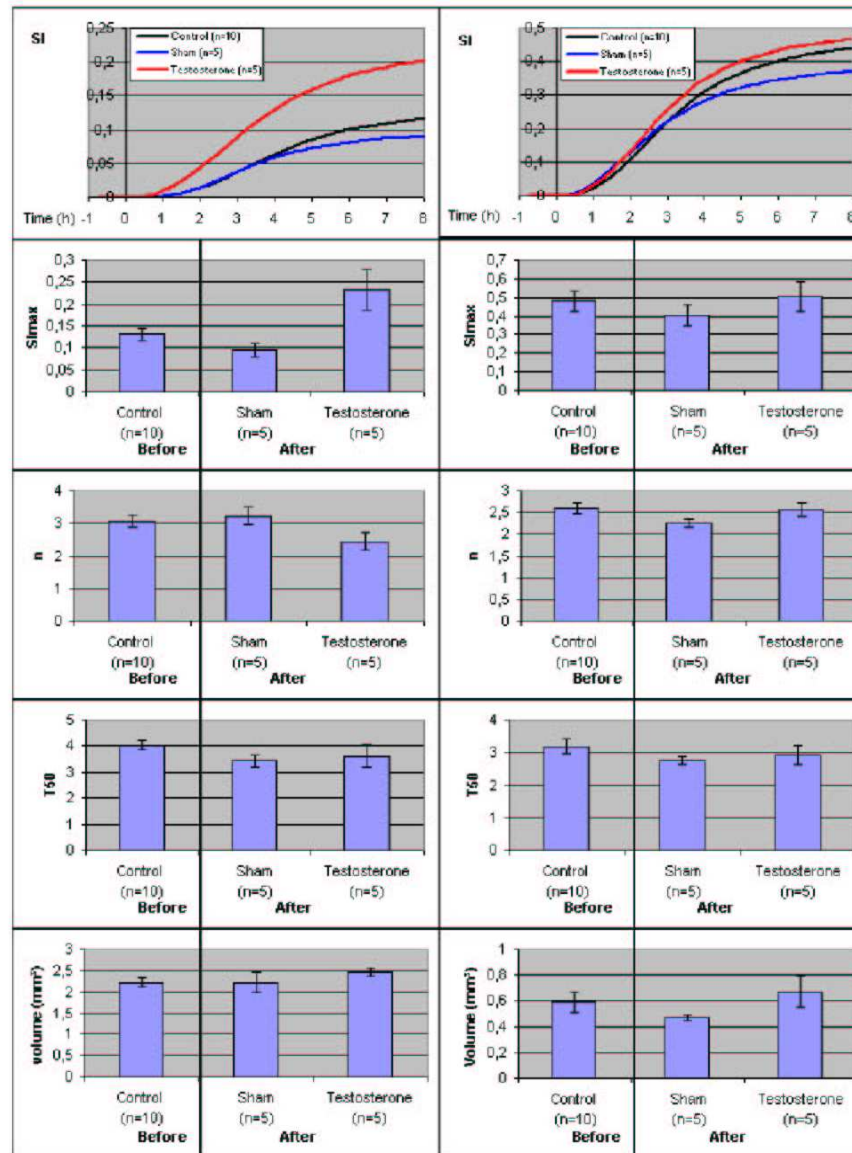 SI
0,25
0,2
0,15
0,1
0,05
0
Control (n=10)
Sham (n=5)
Testosterone (n=5)
Time (h) -1 0 1 2 3 4 5 6 7 8
SI
0,5
0,4
0,3
0,2
0,1
0
Control (n=10)
Sham (n=5)
Testosterone (n=5)
Time (h) -1 0 1 2 3 4 5 6 7 8
SImax
0,3
0,25
0,2
0,15
0,1
0,05
0
Control Sham Testosterone
(n=10) (n=5) (n=5)
Before After
SImax
0,7
0,6
0,5
0,4
0,3
0,2
0,1
0
Control Sham Testosterone
(n=10) (n=5) (n=5)
Before After
n
4
3
2
1
0
Control Sham Testosterone
(n=10) (n=5) (n=5)
Before After
n
3
2,5
2
1,5
1
0,5
0
Control Sham Testosterone
(n=10) (n=5) (n=5)
Before After
T50
5
4
3
2
1
0
Control Sham Testosterone
(n=10) (n=5) (n=5)
Before After
T50
4
3
2
1
0
Control Sham Testosterone
(n=10) (n=5) (n=5)
Before After
volume (mm³)
3
2,5
2
1,5
1
0,5
0
Control Sham Testosterone
(n=10) (n=5) (n=5)
Before After
Volume (mm³)
1
0,8
0,6
0,4
0,2
0
Control Sham Testosterone
(n=10) (n=5) (n=5)
Before After